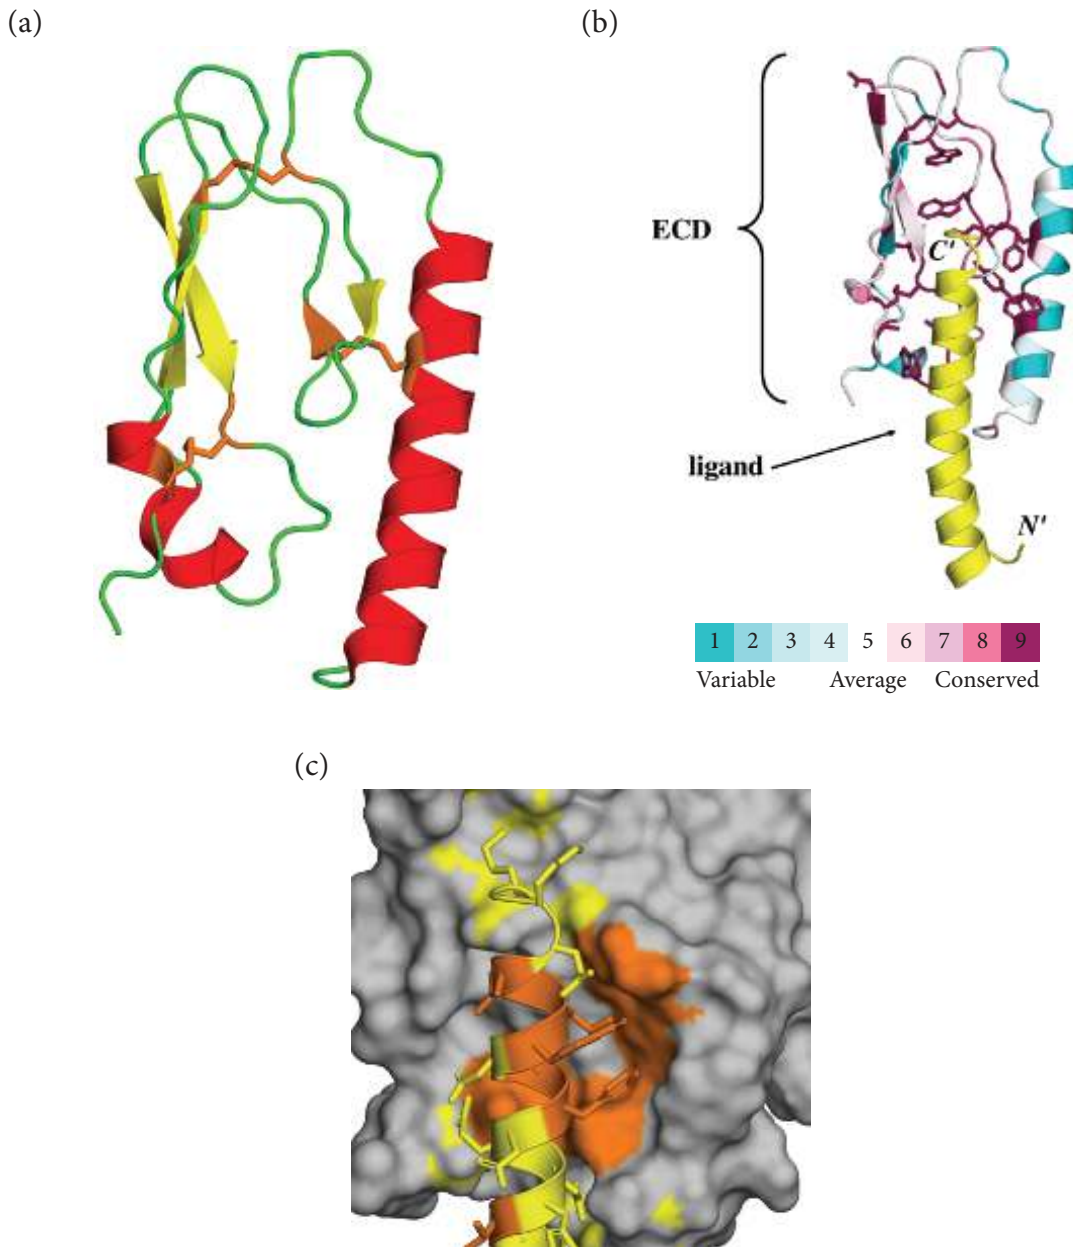 (a)
(b)
ECD
C'
ligand
N'
1 2 3 4 5 6 7 8 9
Variable Average Conserved
(c)